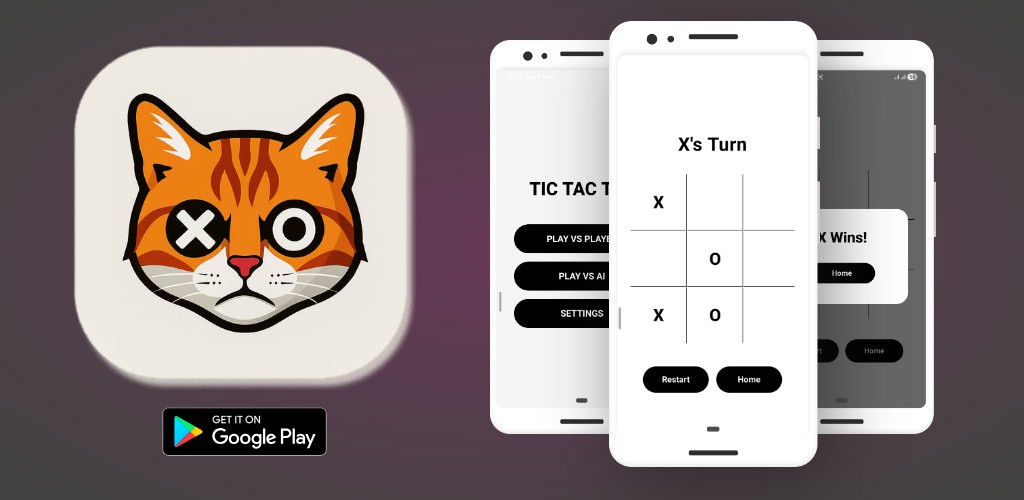 X O
GET IT ON
Google Play
TIC TAC T
PLAY VS PLAYE
PLAY VS AI
SETTINGS
X's Turn
X
O
X O
Restart Home
X Wins!
Home
Home